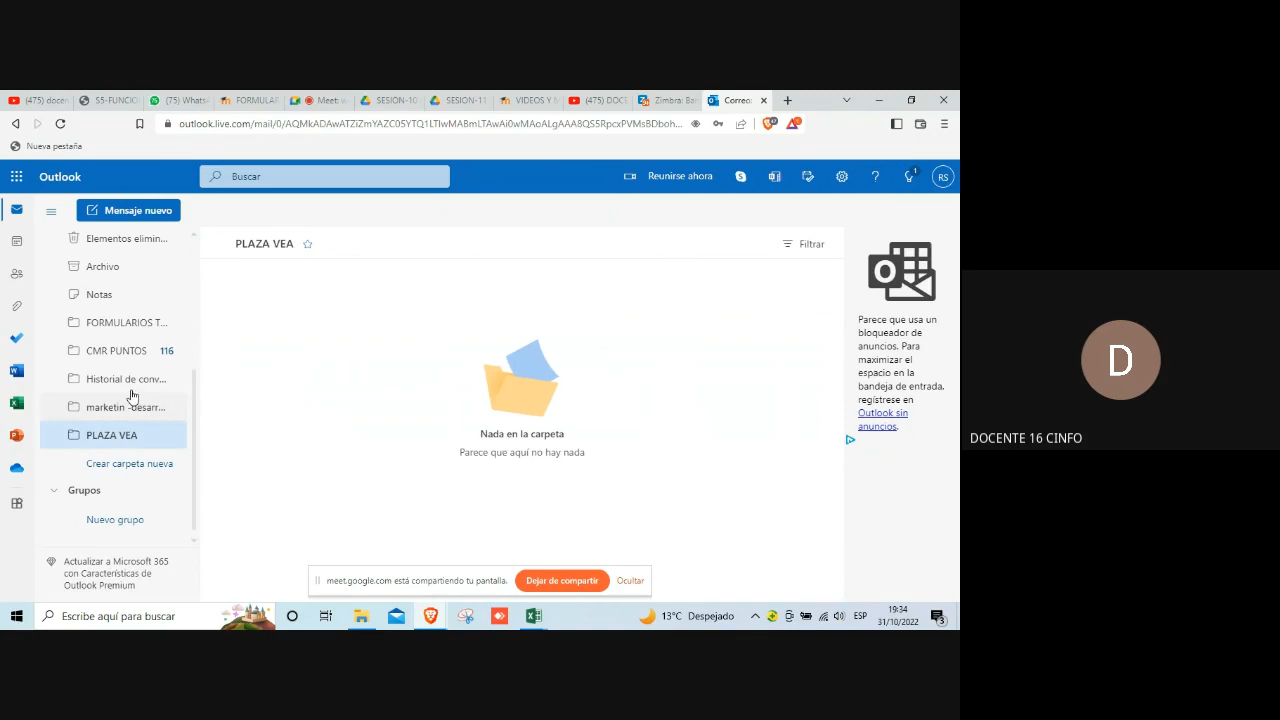 (475) docen
S5-FUNCIO
(75) Whats
FORMULAR
Meet: v
SESION-10
SESION-11
VIDEOS Y M
(475) DOCE
Zimbra: Ban
Correo:
outlook.live.com/mail/0/
Nueva pestaña
Outlook
Buscar
Reunirse ahora
1
RS
Mensaje nuevo
Elementos elimin...
Archivo
Notas
FORMULARIOS T...
CMR PUNTOS 116
Historial de conv...
marketin -desarr...
PLAZA VEA
Crear carpeta nueva
Grupos
Nuevo grupo
Actualizar a Microsoft 365
con Características de
Outlook Premium
PLAZA VEA
Filtrar
Nada en la carpeta
Parece que aquí no hay nada
Parece que usa un
bloqueador de
anuncios. Para
maximizar el
espacio en la
bandeja de entrada,
regístrese en
Outlook sin
anuncios.
meet.google.com está compartiendo tu pantalla.
Dejar de compartir
Ocultar
Escribe aquí para buscar
13°C Despejado
ESP
19:34
31/10/2022
3
D
DOCENTE 16 CINFO